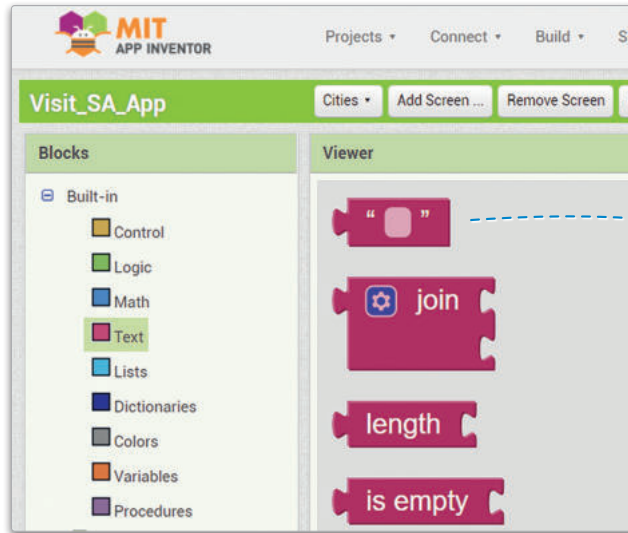 MIT
APP INVENTOR
Projects Connect Build S
Visit_SA_App
Cities Add Screen ... Remove Screen
Blocks
Viewer
Built-in
Control
Logic
Math
Text
Lists
Dictionaries
Colors
Variables
Procedures
“ ”
join
length
is empty